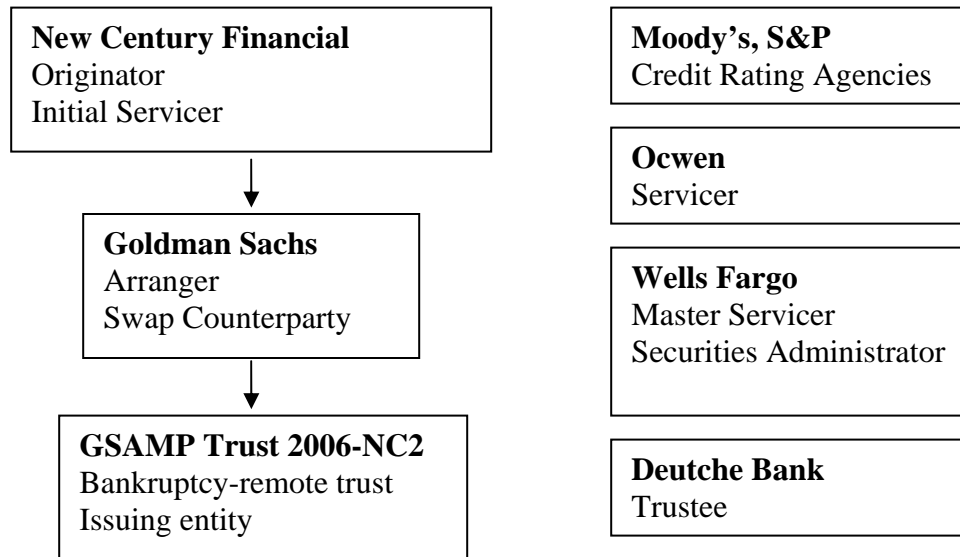 New Century Financial
Originator
Initial Servicer
Goldman Sachs
Arranger
Swap Counterparty
GSAMP Trust 2006-NC2
Bankruptcy-remote trust
Issuing entity
Moody’s, S&P
Credit Rating Agencies
Ocwen
Servicer
Wells Fargo
Master Servicer
Securities Administrator
Deutche Bank
Trustee